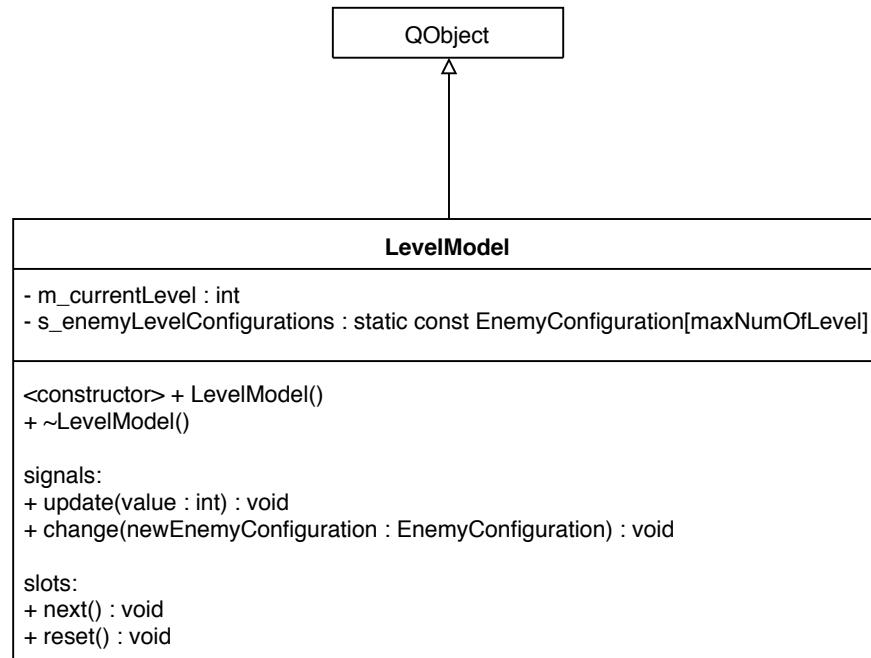 QObject
LevelModel
- m_currentLevel : int
- s_enemyLevelConfigurations : static const EnemyConfiguration[maxNumOfLevel]
<constructor> + LevelModel()
+ ~LevelModel()
signals:
+ update(value : int) : void
+ change(newEnemyConfiguration : EnemyConfiguration) : void
slots:
+ next() : void
+ reset() : void